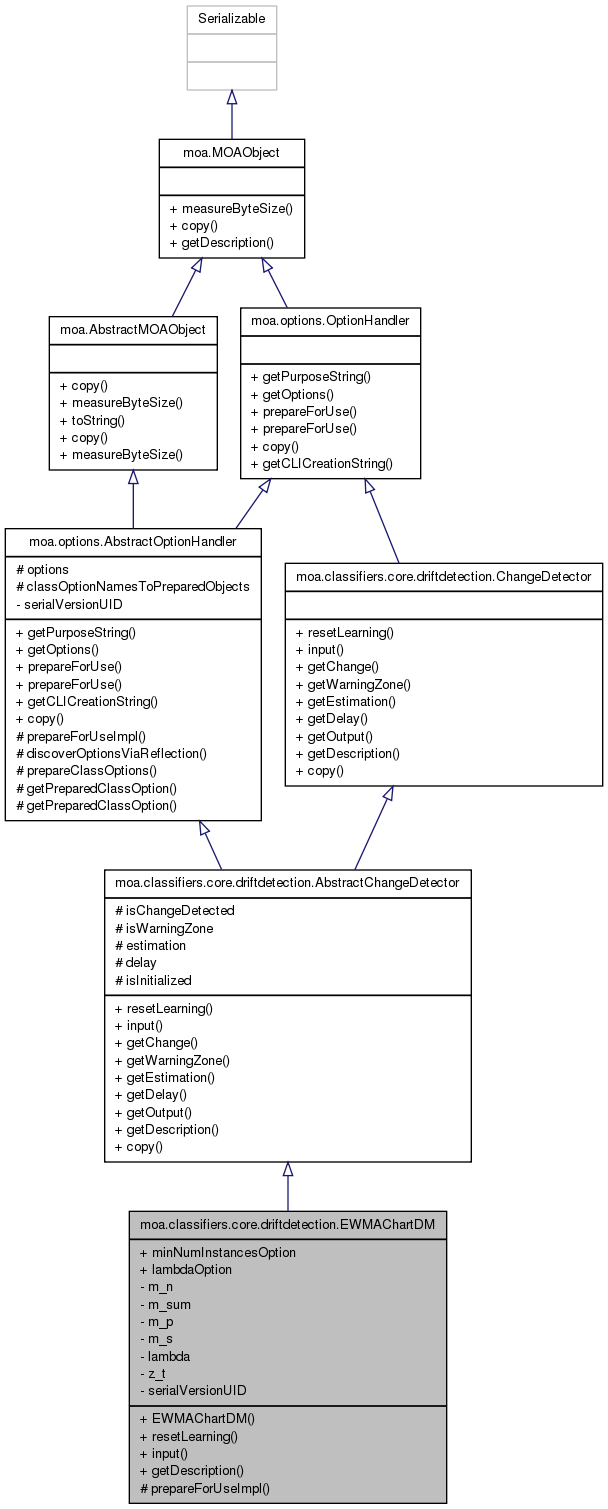 Serializable
moa.MOAObject
+ measureByteSize()
+ copy()
+ getDescription()
moa.AbstractMOAObject
+ copy()
+ measureByteSize()
+ toString()
+ copy()
+ measureByteSize()
moa.options.OptionHandler
+ getPurposeString()
+ getOptions()
+ prepareForUse()
+ prepareForUse()
+ copy()
+ getCLICreationString()
moa.options.AbstractOptionHandler
# options
# classOptionNamesToPreparedObjects
- serialVersionUID
+ getPurposeString()
+ getOptions()
+ prepareForUse()
+ prepareForUse()
+ getCLICreationString()
+ copy()
# prepareForUseImpl()
# discoverOptionsViaReflection()
# prepareClassOptions()
# getPreparedClassOption()
# getPreparedClassOption()
moa.classifiers.core.driftdetection.ChangeDetector
+ resetLearning()
+ input()
+ getChange()
+ getWarningZone()
+ getEstimation()
+ getDelay()
+ getOutput()
+ getDescription()
+ copy()
moa.classifiers.core.driftdetection.AbstractChangeDetector
# isChangeDetected
# isWarningZone
# estimation
# delay
# isInitialized
+ resetLearning()
+ input()
+ getChange()
+ getWarningZone()
+ getEstimation()
+ getDelay()
+ getOutput()
+ getDescription()
+ copy()
moa.classifiers.core.driftdetection.EWMAChartDM
+ minNumInstancesOption
+ lambdaOption
- m_n
- m_sum
- m_p
- m_s
- lambda
- z_t
- serialVersionUID
+ EWMAChartDM()
+ resetLearning()
+ input()
+ getDescription()
# prepareForUseImpl()